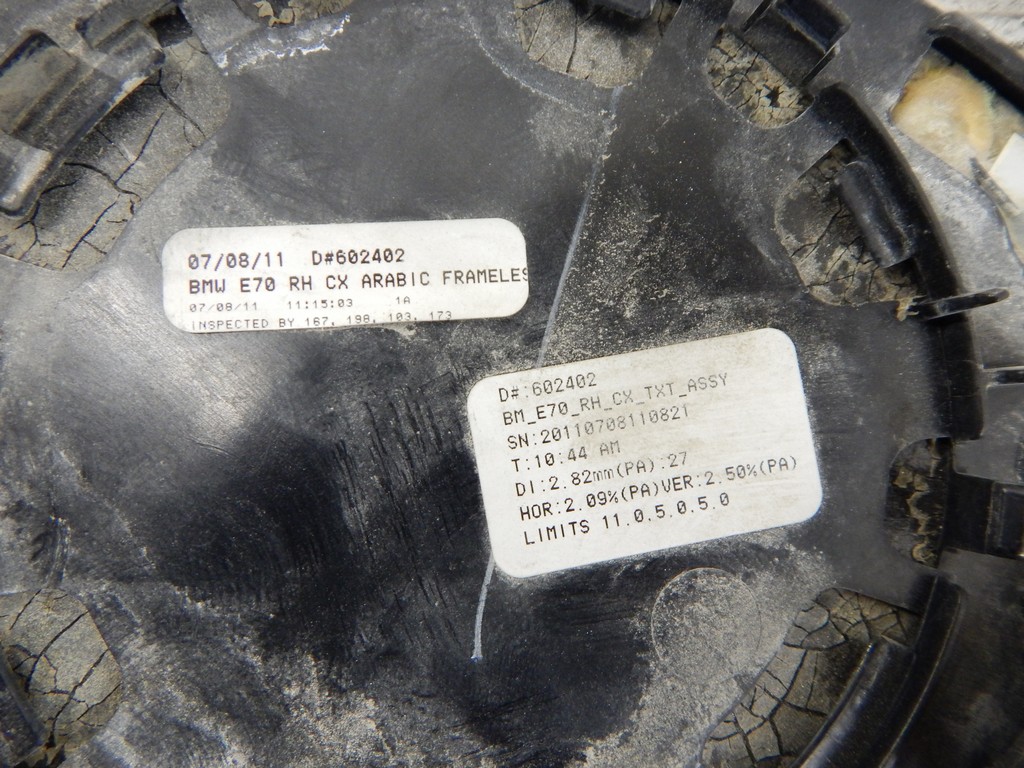 07/08/11 D#602402
BMW E70 RH CX ARABIC FRAMELES
07/08/11 11:15:03 1A
INSPECTED BY 167, 198, 103, 173
D#:602402
BM_E70_RH_CX_TXT_ASSY
SN:20110708110821
T:10:44 AM
DI:2.82mm(PA):27
HOR:2.09%(PA)VER:2.50%(PA)
LIMITS 11.0,5.0,5.0